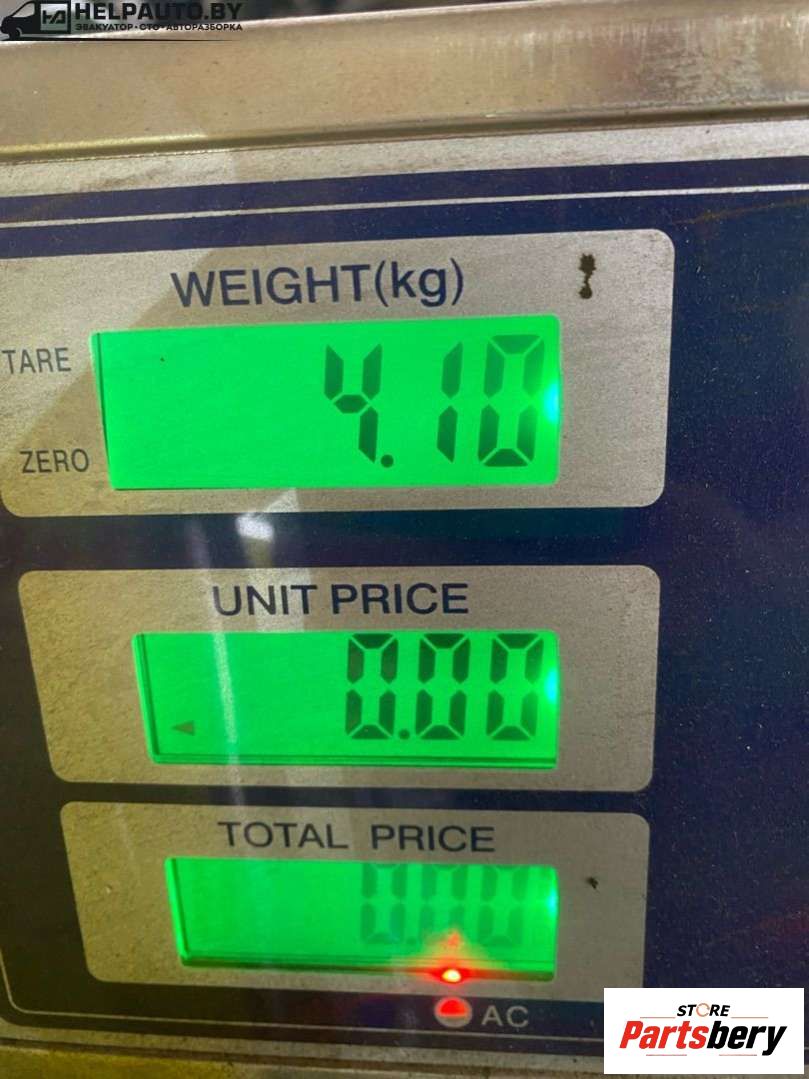 HELPAUTO.BY
ЭВАКУАТОР·СТО·АВТОРАЗБОРКА
WEIGHT(kg)
TARE
4.10
ZERO
UNIT PRICE
0.00
TOTAL PRICE
0.00
AC
STORE
Partsbery